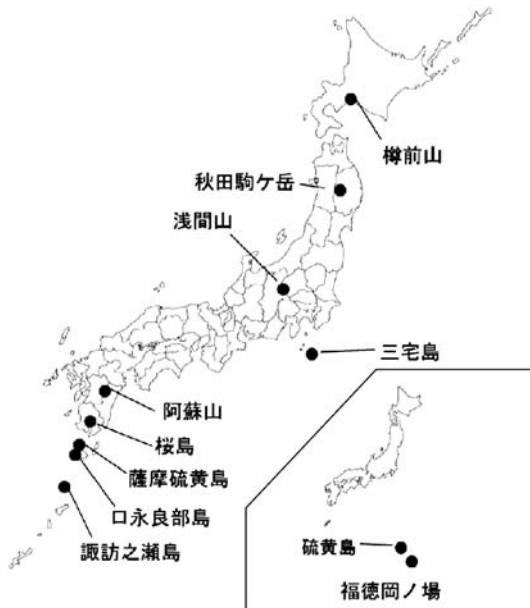 樽前山
秋田駒ケ岳
浅間山
三宅島
阿蘇山
桜島
薩摩硫黄島
口永良部島
諏訪之瀬島
硫黄島
福徳岡ノ場